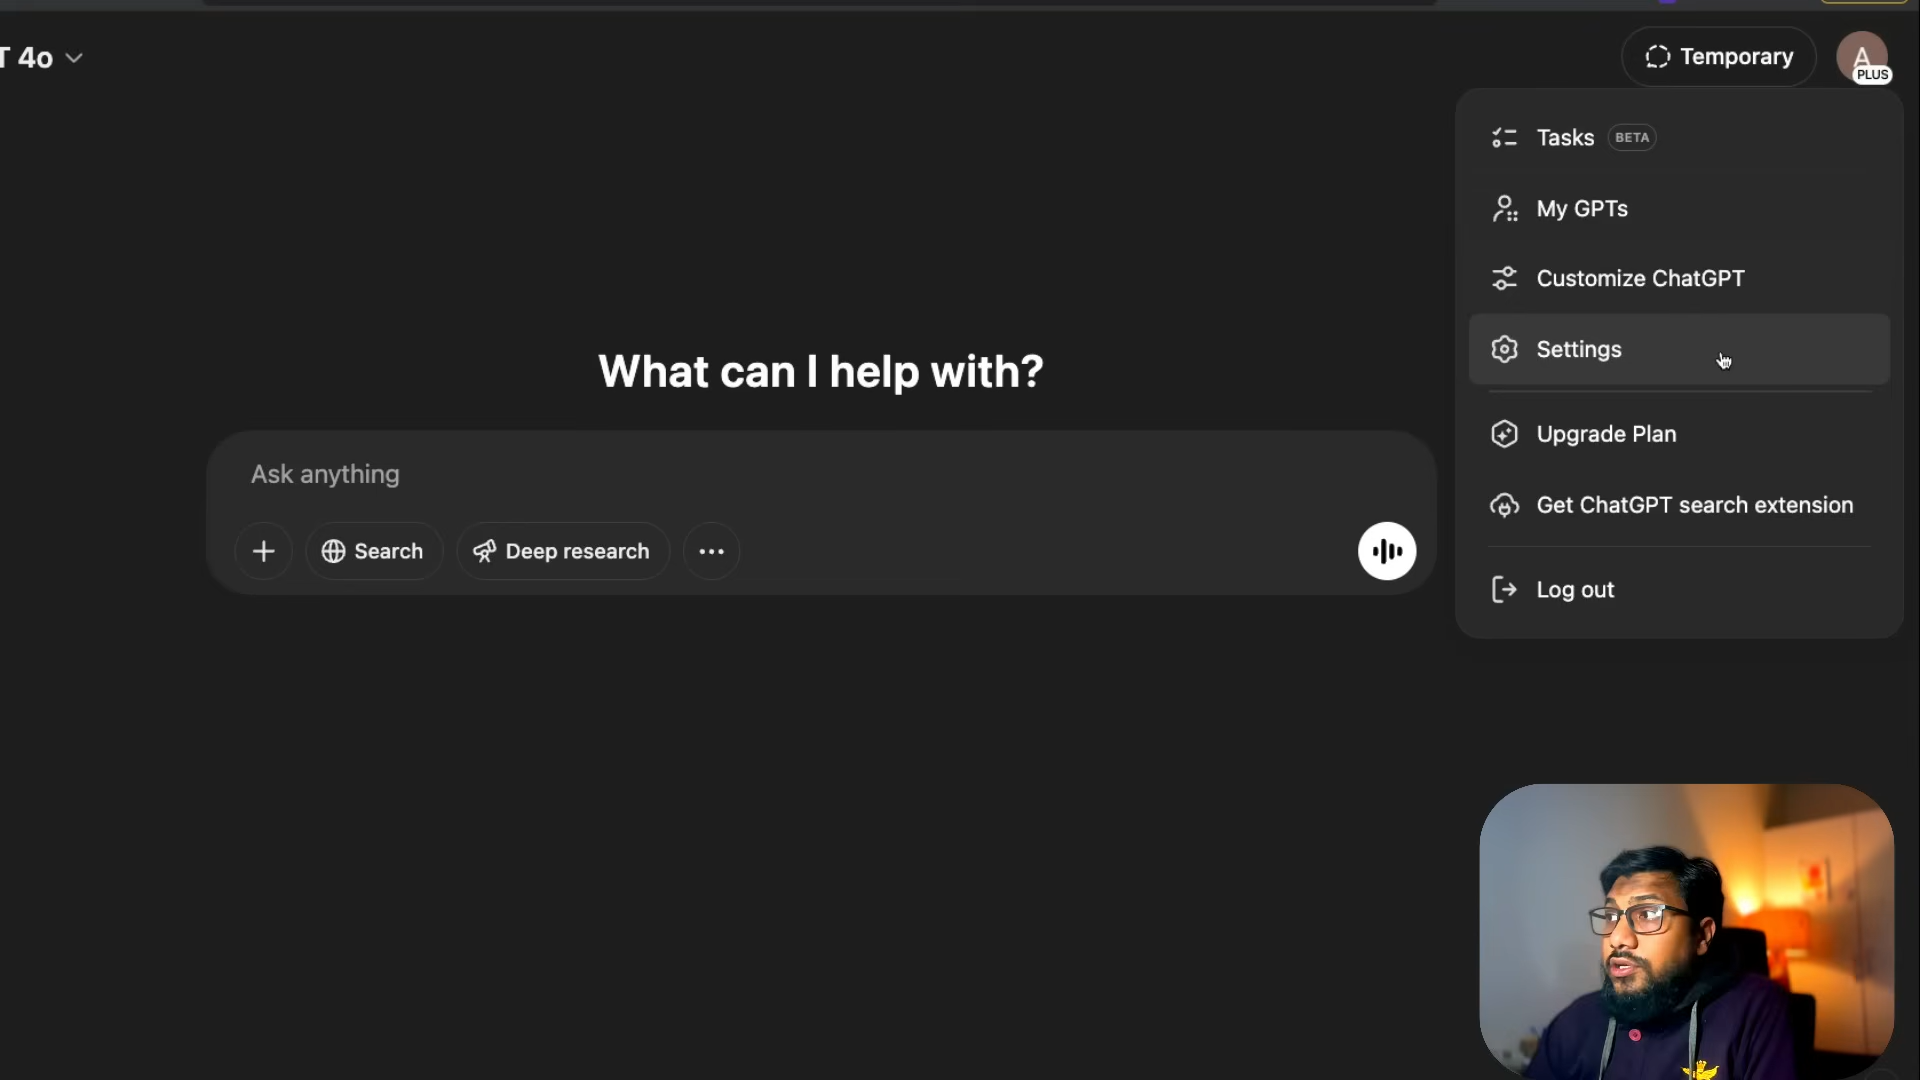 T 4o
Temporary
A
PLUS
Tasks BETA
My GPTs
Customize ChatGPT
Settings
Upgrade Plan
Get ChatGPT search extension
Log out
What can I help with?
Ask anything
Search
Deep research